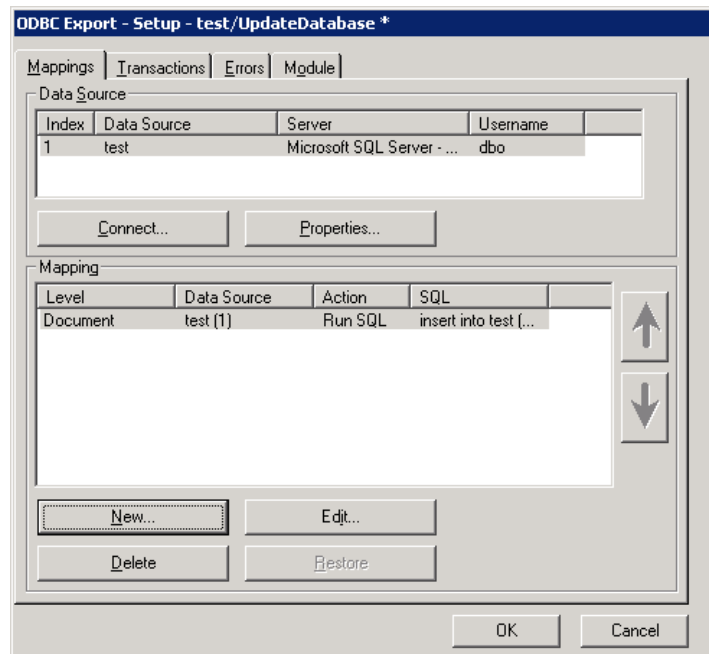 ODBC Export - Setup - test/UpdateDatabase *
Mappings Transactions Errors Module
Data Source
Index Data Source Server Username
1 test Microsoft SQL Server - ... dbo
Connect... Properties...
Mapping
Level Data Source Action SQL
Document test (1) Run SQL insert into test (...
New... Edit...
Delete Restore
OK Cancel